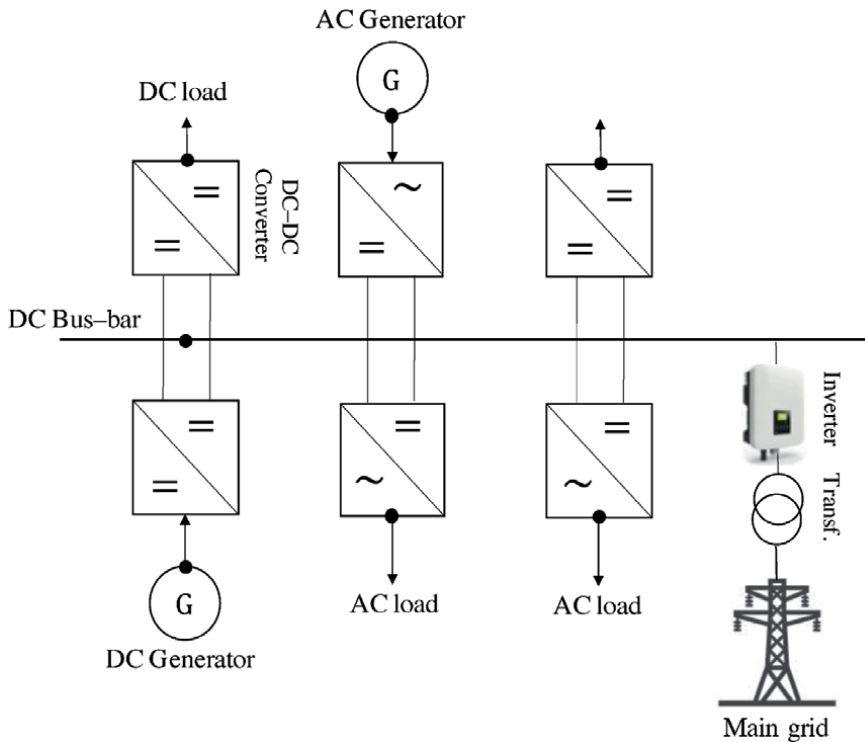 AC Generator
G
DC load
DC–DC
Converter
DC Bus–bar
Inverter
Transf.
G
DC Generator
AC load
AC load
Main grid